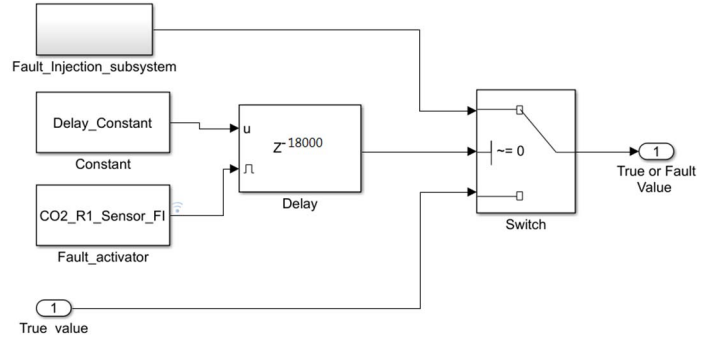 Fault_Injection_subsystem
Delay_Constant
Constant
u
Z-18000
Delay
CO2_R1_Sensor_FI
Fault_activator
~= 0
Switch
1
True or Fault
Value
1
True value